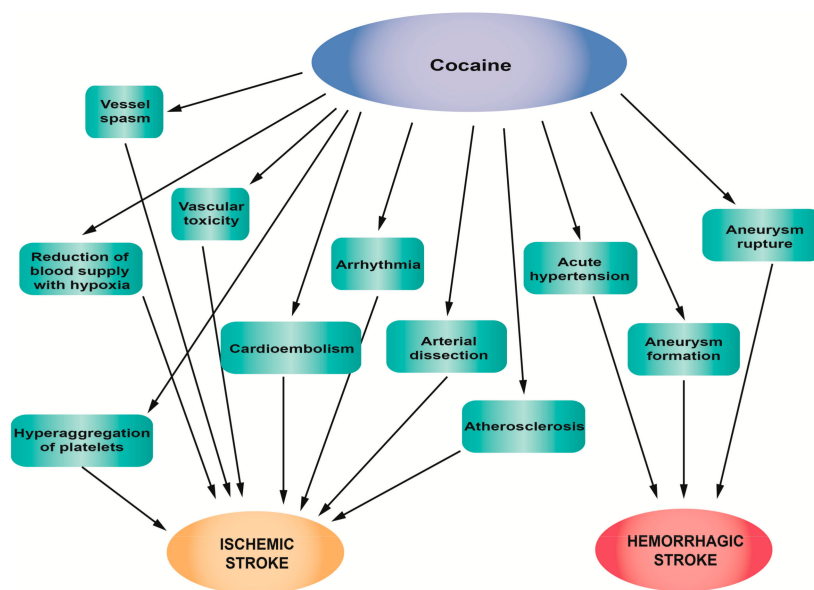 Cocaine
Vessel
spasm
Vascular
toxicity
Reduction of
blood supply
with hypoxia
Arrhythmia
Acute
hypertension
Aneurysm
rupture
Cardioembolism
Arterial
dissection
Aneurysm
formation
Hyperaggregation
of platelets
Atherosclerosis
ISCHEMIC
STROKE
HEMORRHAGIC
STROKE